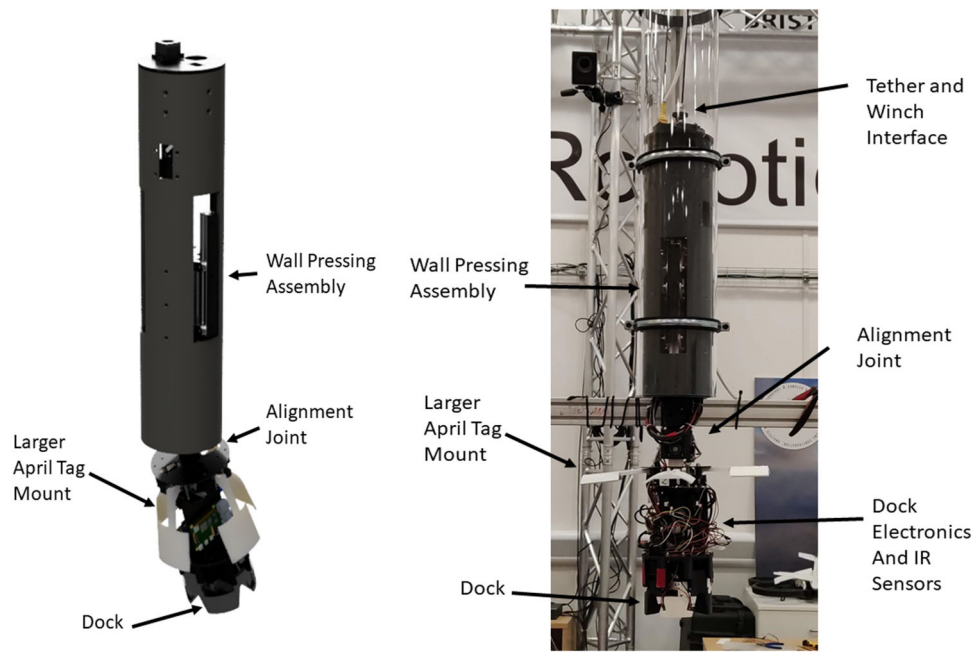 Wall Pressing
Assembly
Alignment
Joint
Larger
April Tag
Mount
Dock
BRIST
Robotic
Tether and
Winch
Interface
Wall Pressing
Assembly
Alignment
Joint
Larger
April Tag
Mount
Dock
Electronics
And IR
Sensors
Dock